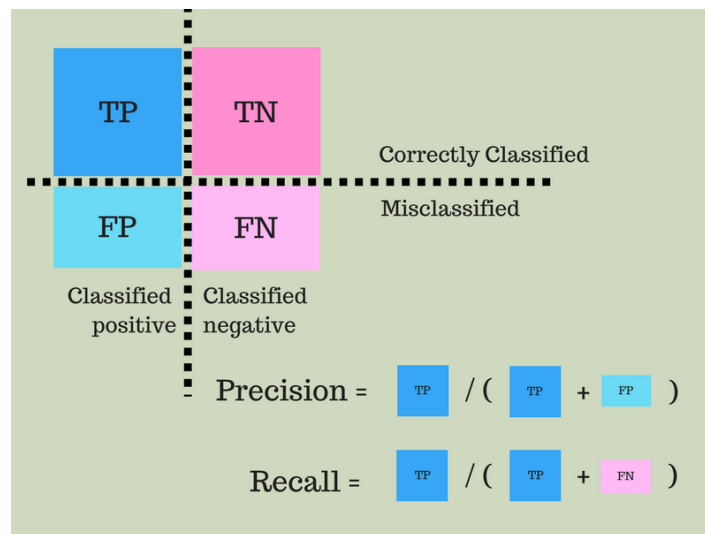 TP TN
Correctly Classified
Misclassified
FP FN
Classified Classified
positive negative
Precision = TP / ( TP + FP )
Recall = TP / ( TP + FN )